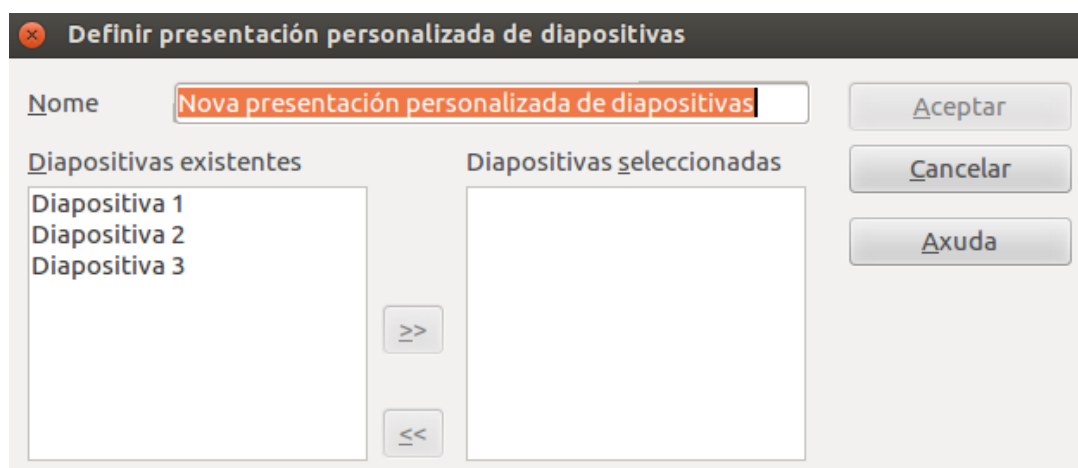 Definir presentación personalizada de diapositivas
Nome
Nova presentación personalizada de diapositivas
Aceptar
Diapositivas existentes
Diapositivas seleccionadas
Cancelar
Diapositiva 1
Diapositiva 2
Diapositiva 3
Axuda
>>
<<